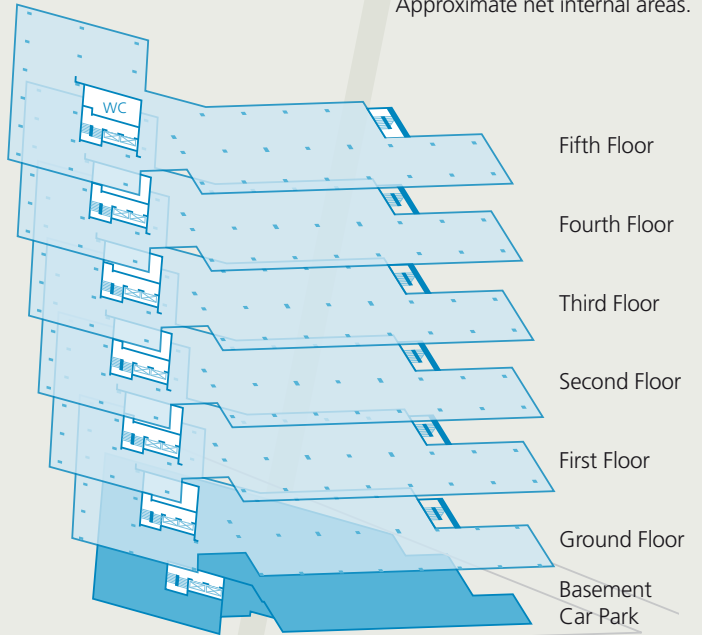 Approximate net internal areas.
WC
Fifth Floor
Fourth Floor
Third Floor
Second Floor
First Floor
Ground Floor
Basement
Car Park